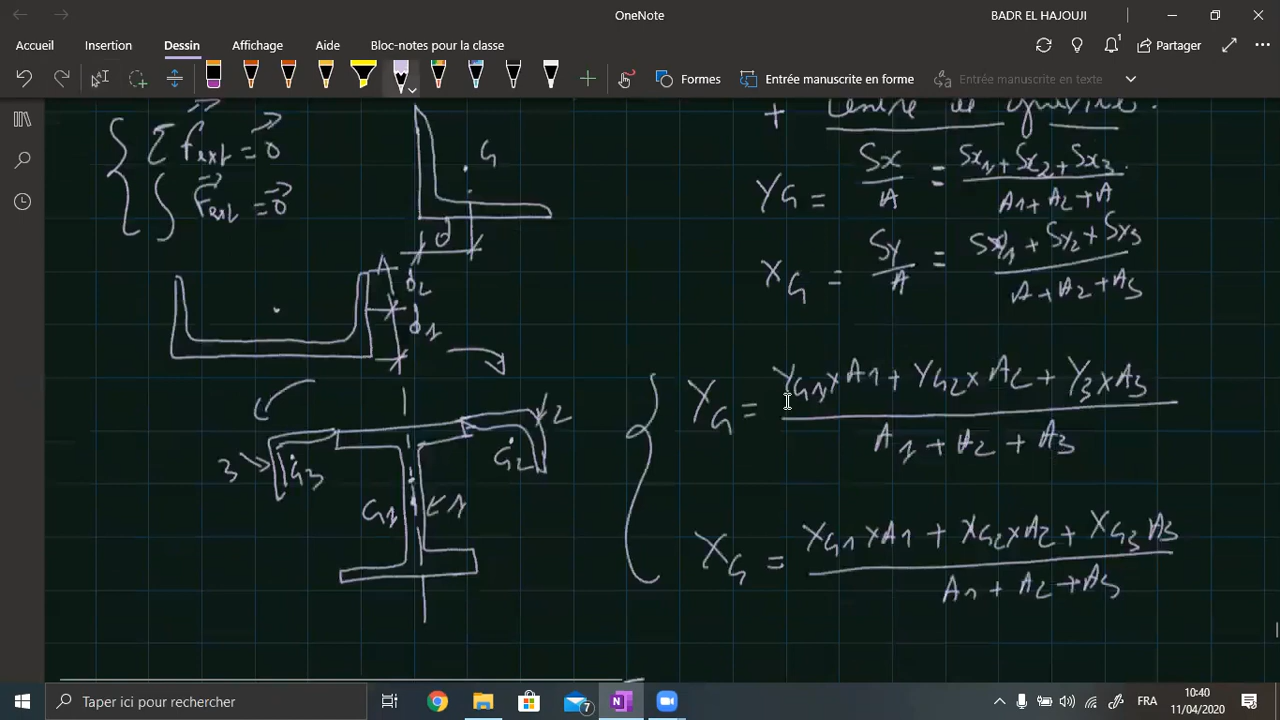 OneNote
BADR EL HAJOUJI
Accueil Insertion Dessin Affichage Aide Bloc-notes pour la classe
Partager
Formes
Entrée manuscrite en forme
Entrée manuscrite en texte
Σ f ext = 0
∫ F ext = 0
G
d
d2
d1
2
3
G3
G2
G1
1
+ Centre de gravité.
YG = Sx/A = (Sx1 + Sx2 + Sx3)/(A1 + A2 + A)
XG = Sy/A = (Sy1 + Sy2 + Sy3)/(A + A2 + A3)
YG = (YG1 x A1 + YG2 x A2 + Y3 x A3)/(A1 + A2 + A3)
XG = (XG1 x A1 + XG2 x A2 + XG3 A3)/(A1 + A2 + A3)
Taper ici pour rechercher
7
FRA
10:40
11/04/2020